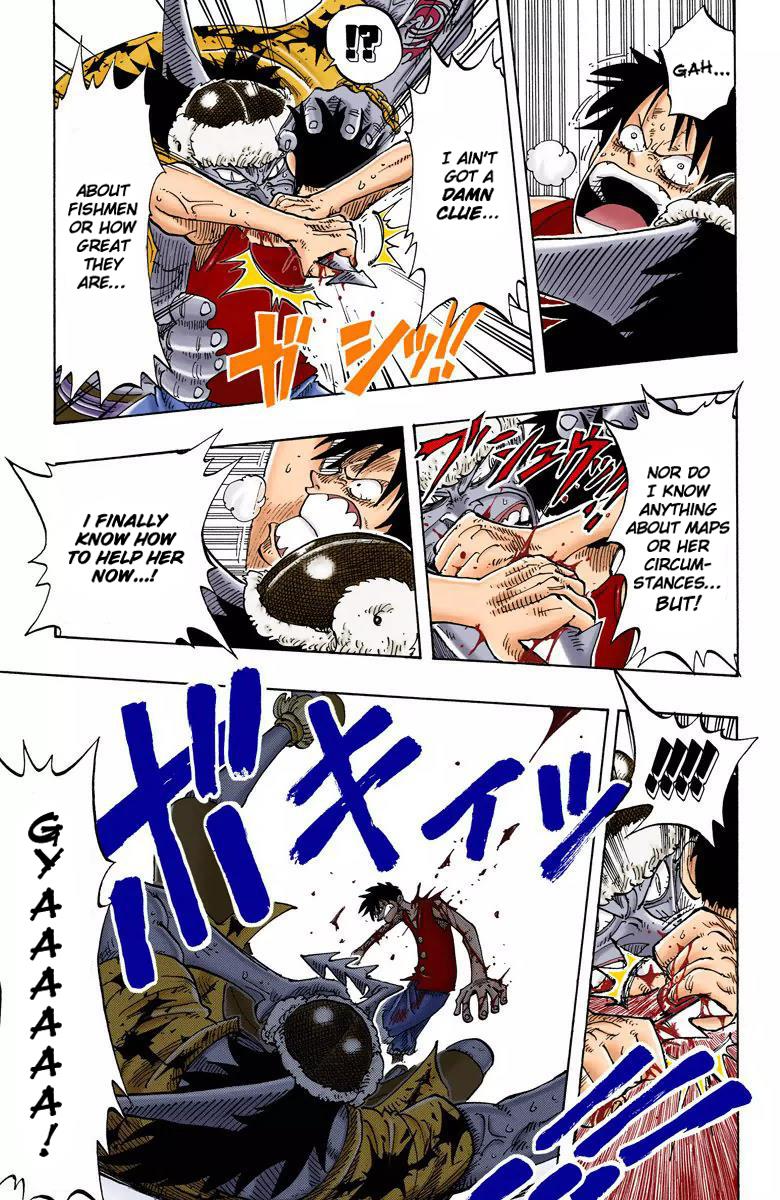 GAH...
!?
I AIN'T
GOT A
DAMN
CLUE...
ABOUT
FISHMEN
OR HOW
GREAT
THEY
ARE...
ガシッ!!
NOR DO
I KNOW
ANYTHING
ABOUT MAPS
OR HER
CIRCUM-
STANCES...
BUT!
ブシュウッ!!!
I FINALLY
KNOW HOW
TO HELP HER
NOW...!
!!!!!
ボキィッ!!!
GYAAAAAAA!